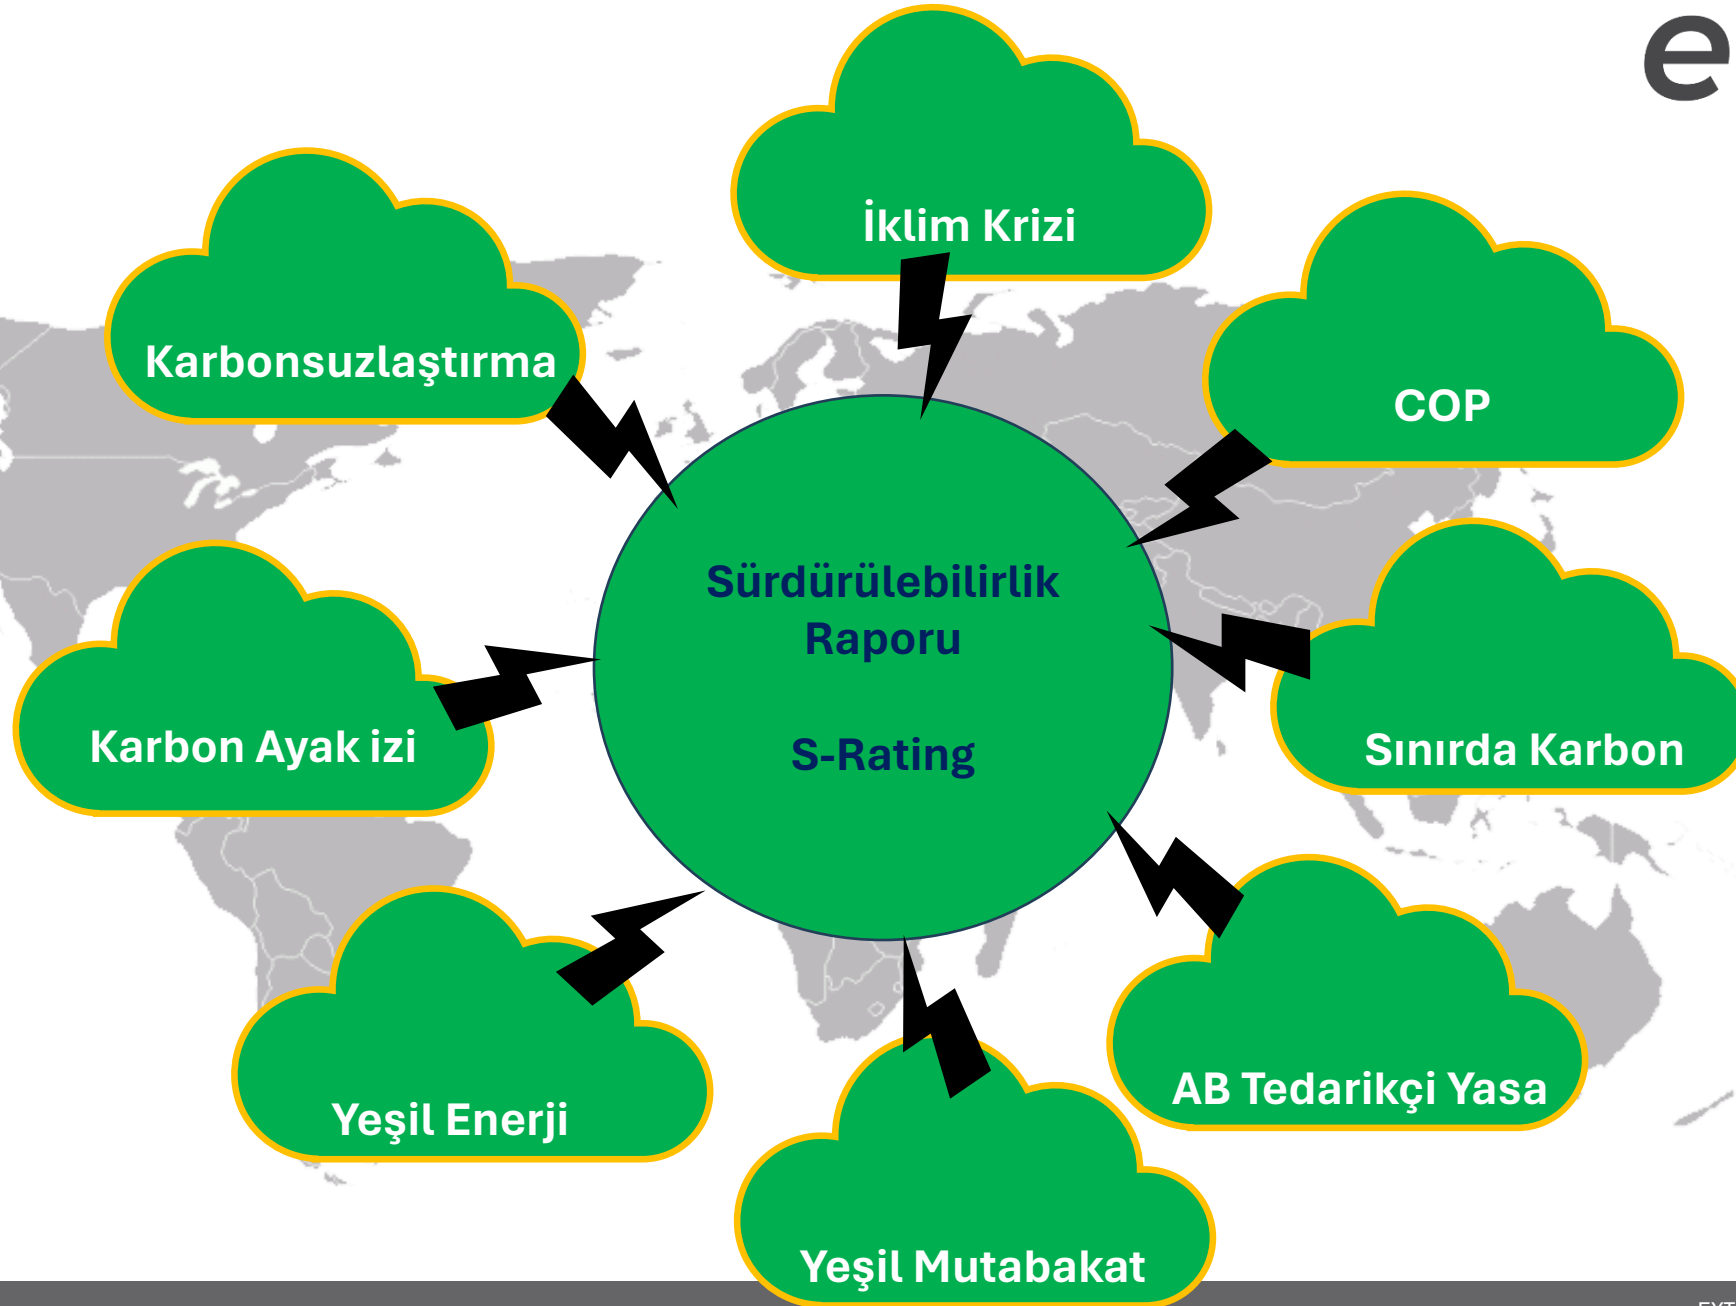 e
İklim Krizi
Karbonsuzlaştırma
COP
Sürdürülebilirlik
Raporu
S-Rating
Karbon Ayak izi
Sınırda Karbon
AB Tedarikçi Yasa
Yeşil Enerji
Yeşil Mutabakat